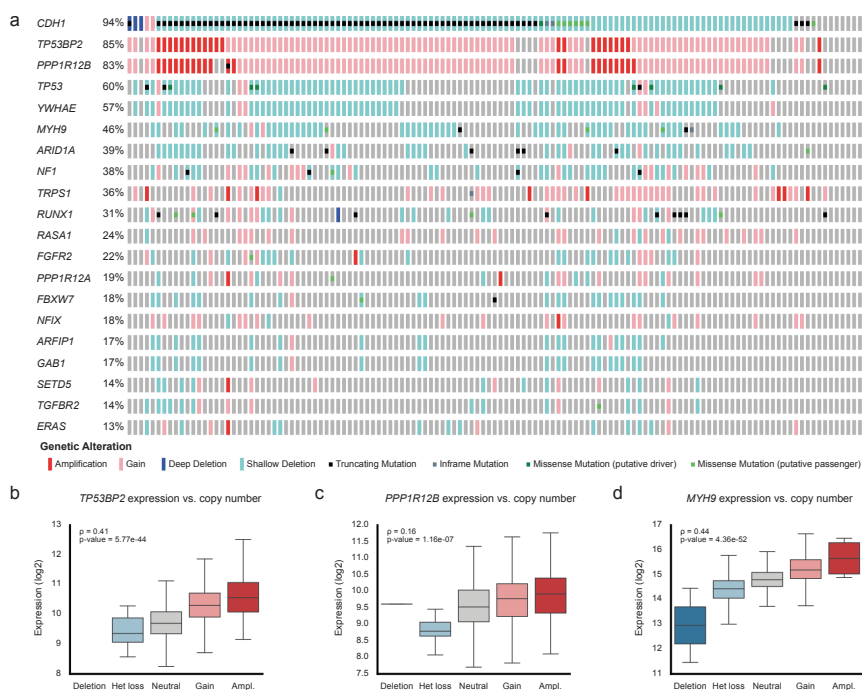 a
CDH1 94%
TP53BP2 85%
PPP1R12B 83%
TP53 60%
YWHAE 57%
MYH9 46%
ARID1A 39%
NF1 38%
TRPS1 36%
RUNX1 31%
RASA1 24%
FGFR2 22%
PPP1R12A 19%
FBXW7 18%
NFIX 18%
ARFIP1 17%
GAB1 17%
SETD5 14%
TGFBR2 14%
ERAS 13%
Genetic Alteration
Amplification Gain Deep Deletion Shallow Deletion Truncating Mutation Inframe Mutation Missense Mutation (putative driver) Missense Mutation (putative passenger)
b
TP53BP2 expression vs. copy number
ρ = 0.41
p-value = 5.77e-44
Expression (log2)
13
12
11
10
9
8
Deletion Het loss Neutral Gain Ampl.
c
PPP1R12B expression vs. copy number
ρ = 0.16
p-value = 1.16e-07
Expression (log2)
12.0
11.5
11.0
10.5
10.0
9.5
9.0
8.5
8.0
7.5
Deletion Het loss Neutral Gain Ampl.
d
MYH9 expression vs. copy number
ρ = 0.44
p-value = 4.36e-52
Expression (log2)
17
16
15
14
13
12
11
Deletion Het loss Neutral Gain Ampl.